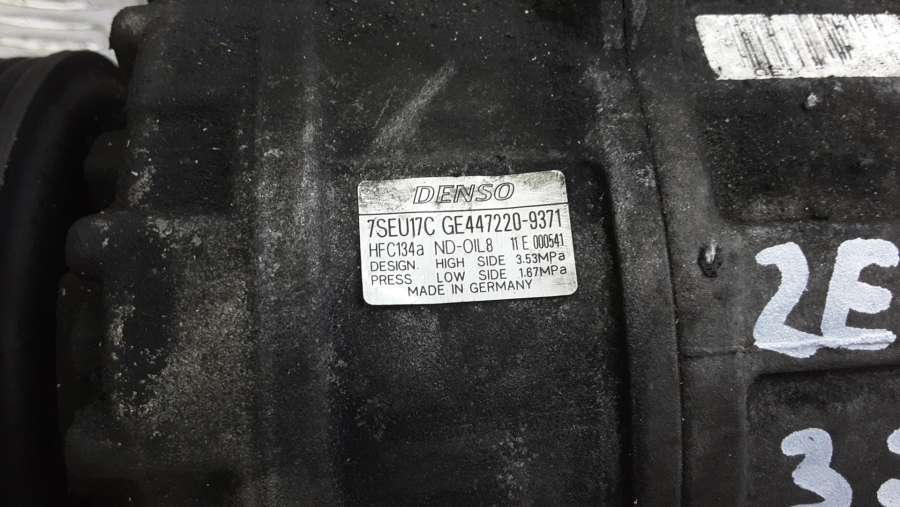 DENSO
7SEU17C GE447220-9371
HFC134a ND-OIL8 11 E 000541
DESIGN. HIGH SIDE 3.53MPa
PRESS LOW SIDE 1.67MPa
MADE IN GERMANY
2E
3